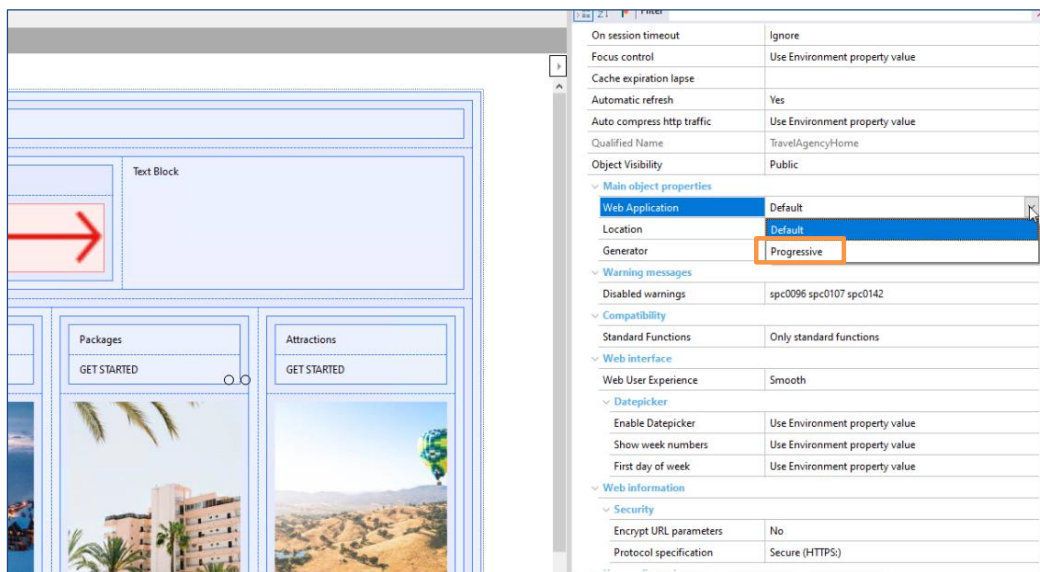 Filter
On session timeout Ignore
Focus control Use Environment property value
Cache expiration lapse
Automatic refresh Yes
Auto compress http traffic Use Environment property value
Qualified Name TravelAgencyHome
Object Visibility Public
Main object properties
Web Application Default
Location Default
Generator Progressive
Warning messages
Disabled warnings spc0096 spc0107 spc0142
Compatibility
Standard Functions Only standard functions
Web interface
Web User Experience Smooth
Datepicker
Enable Datepicker Use Environment property value
Show week numbers Use Environment property value
First day of week Use Environment property value
Web information
Security
Encrypt URL parameters No
Protocol specification Secure (HTTPS:)
Text Block
Packages
GET STARTED
Attractions
GET STARTED